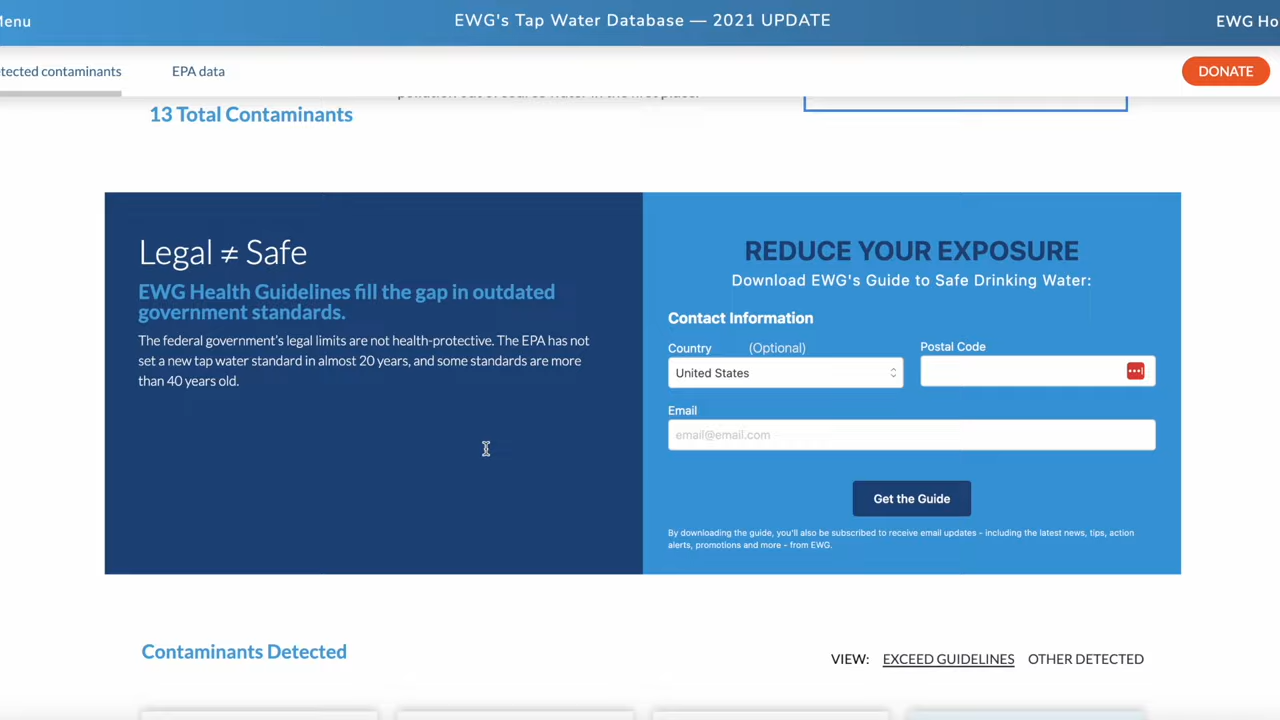 Menu
EWG's Tap Water Database — 2021 UPDATE
EWG Ho
tected contaminants
EPA data
DONATE
13 Total Contaminants
Legal ≠ Safe
EWG Health Guidelines fill the gap in outdated
government standards.
The federal government's legal limits are not health-protective. The EPA has not
set a new tap water standard in almost 20 years, and some standards are more
than 40 years old.
REDUCE YOUR EXPOSURE
Download EWG's Guide to Safe Drinking Water:
Contact Information
Country (Optional)
Postal Code
United States
Email
email@email.com
Get the Guide
By downloading the guide, you'll also be subscribed to receive email updates - including the latest news, tips, action
alerts, promotions and more - from EWG.
Contaminants Detected
VIEW: EXCEED GUIDELINES OTHER DETECTED